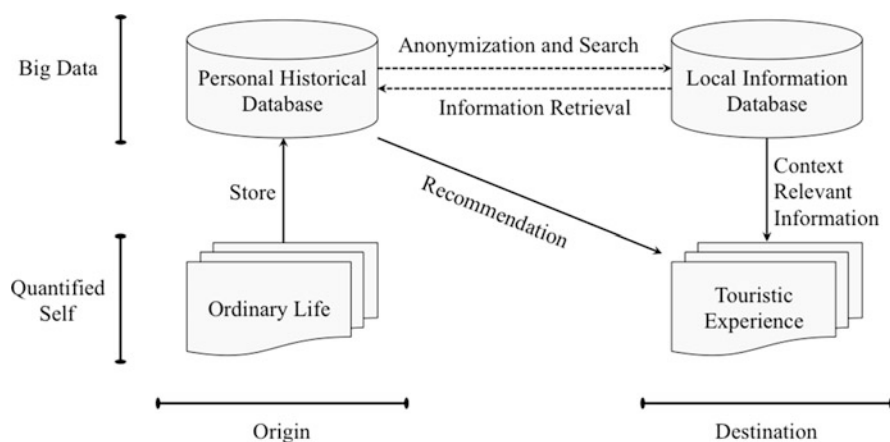 Big Data
Personal Historical
Database
Anonymization and Search
Information Retrieval
Local Information
Database
Store
Recommendation
Context
Relevant
Information
Quantified
Self
Ordinary Life
Touristic
Experience
Origin
Destination